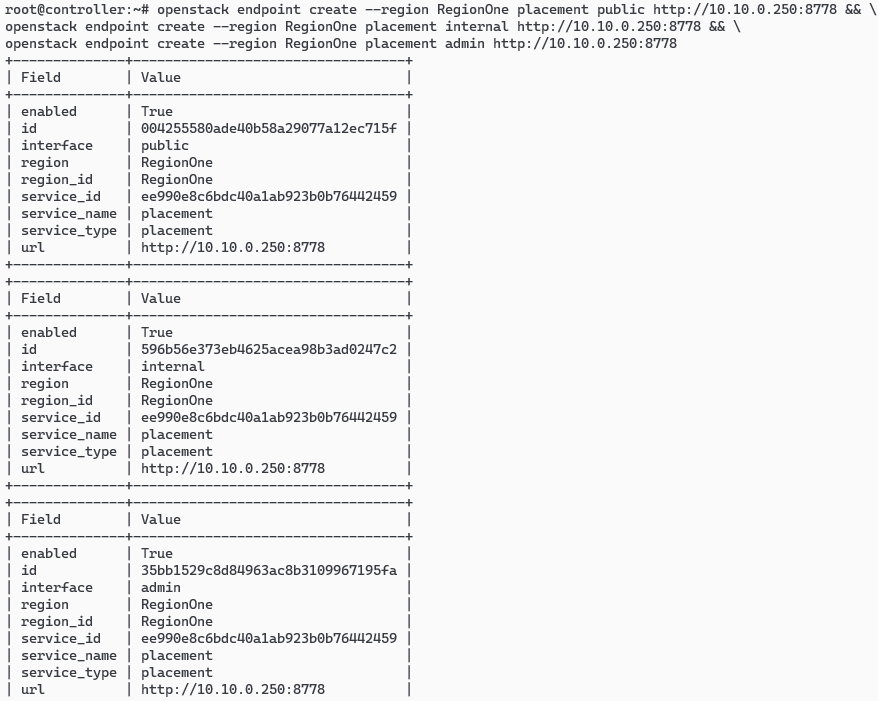 root@controller:~# openstack endpoint create --region RegionOne placement public http://10.10.0.250:8778 && \
openstack endpoint create --region RegionOne placement internal http://10.10.0.250:8778 && \
openstack endpoint create --region RegionOne placement admin http://10.10.0.250:8778
+--------------+----------------------------------+
| Field        | Value                            |
+--------------+----------------------------------+
| enabled      | True                             |
| id           | 004255580ade40b58a29077a12ec715f |
| interface    | public                           |
| region       | RegionOne                        |
| region_id    | RegionOne                        |
| service_id   | ee990e8c6bdc40a1ab923b0b76442459 |
| service_name | placement                        |
| service_type | placement                        |
| url          | http://10.10.0.250:8778          |
+--------------+----------------------------------+
+--------------+----------------------------------+
| Field        | Value                            |
+--------------+----------------------------------+
| enabled      | True                             |
| id           | 596b56e373eb4625acea98b3ad0247c2 |
| interface    | internal                         |
| region       | RegionOne                        |
| region_id    | RegionOne                        |
| service_id   | ee990e8c6bdc40a1ab923b0b76442459 |
| service_name | placement                        |
| service_type | placement                        |
| url          | http://10.10.0.250:8778          |
+--------------+----------------------------------+
+--------------+----------------------------------+
| Field        | Value                            |
+--------------+----------------------------------+
| enabled      | True                             |
| id           | 35bb1529c8d84963ac8b3109967195fa |
| interface    | admin                            |
| region       | RegionOne                        |
| region_id    | RegionOne                        |
| service_id   | ee990e8c6bdc40a1ab923b0b76442459 |
| service_name | placement                        |
| service_type | placement                        |
| url          | http://10.10.0.250:8778          |